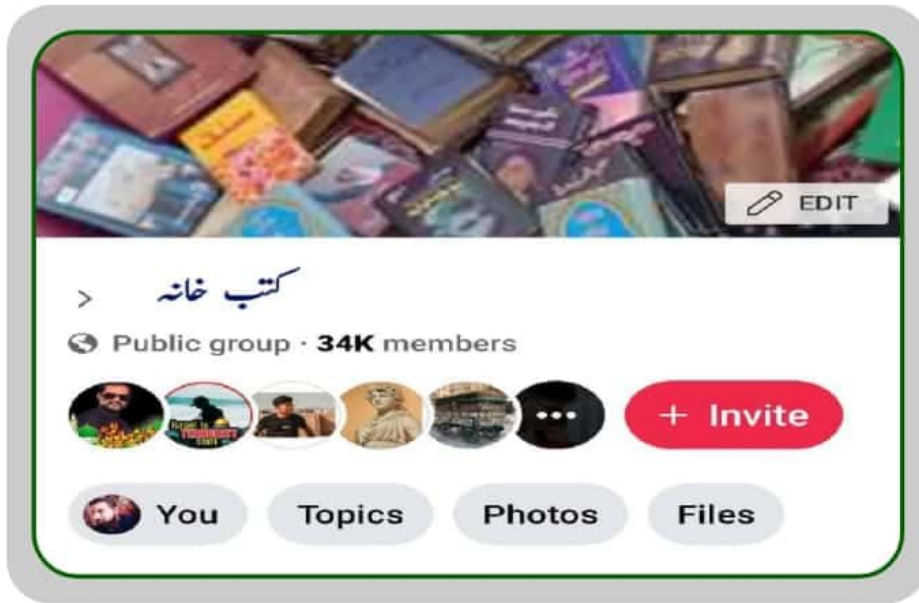 EDIT
کتب خانہ >
Public group · 34K members
+ Invite
You Topics Photos Files